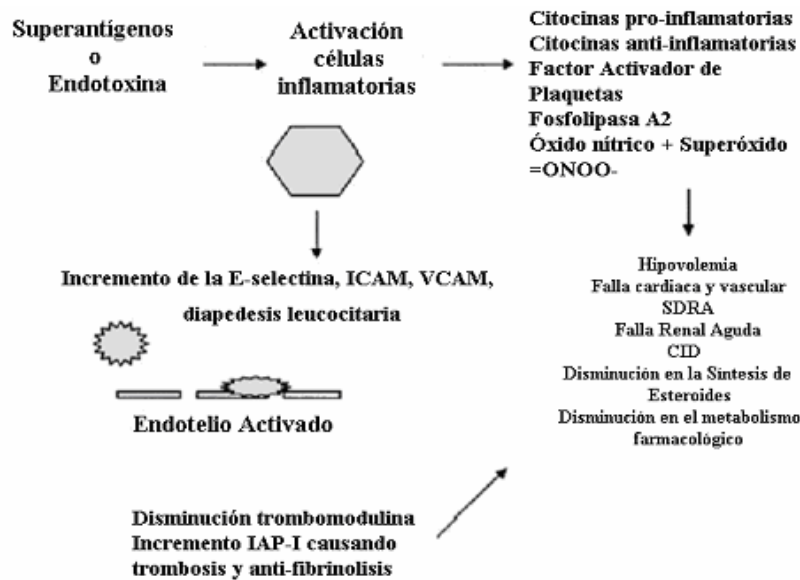 Superantígenos
o
Endotoxina
Activación
células
inflamatorias
Citocinas pro-inflamatorias
Citocinas anti-inflamatorias
Factor Activador de
Plaquetas
Fosfolipasa A2
Óxido nítrico + Superóxido
=ONOO-
Incremento de la E-selectina, ICAM, VCAM,
diapedesis leucocitaria
Endotelio Activado
Hipovolemia
Falla cardiaca y vascular
SDRA
Falla Renal Aguda
CID
Disminución en la Síntesis de
Esteroides
Disminución en el metabolismo
farmacológico
Disminución trombomodulina
Incremento IAP-I causando
trombosis y anti-fibrinolisis